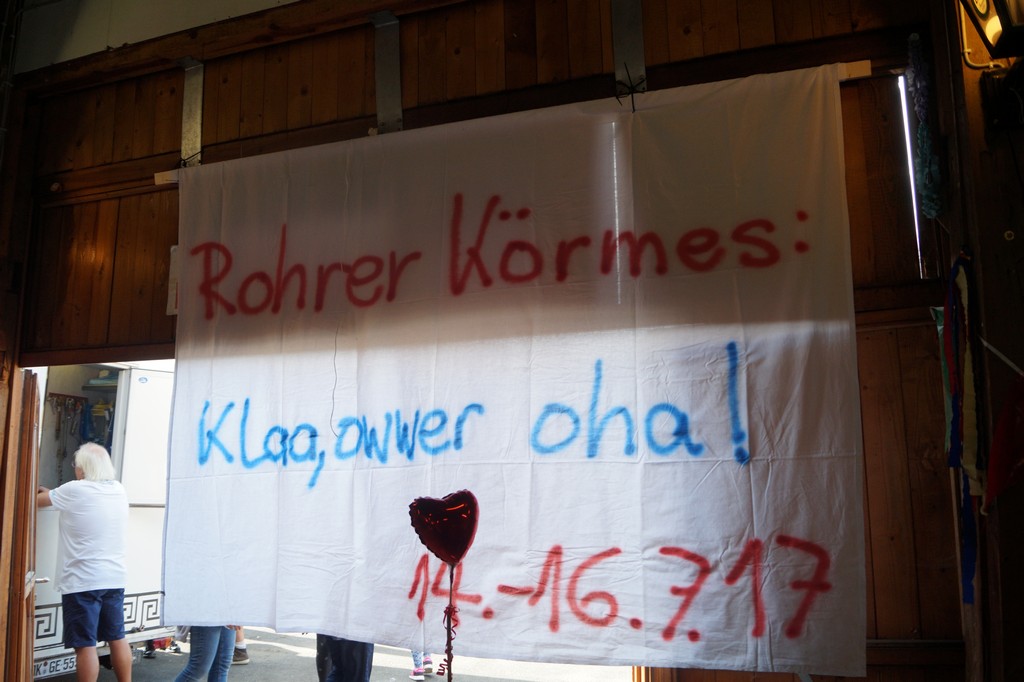 Rohrer Körmes:
Klaa, owwer oha!
14.-16.7.17